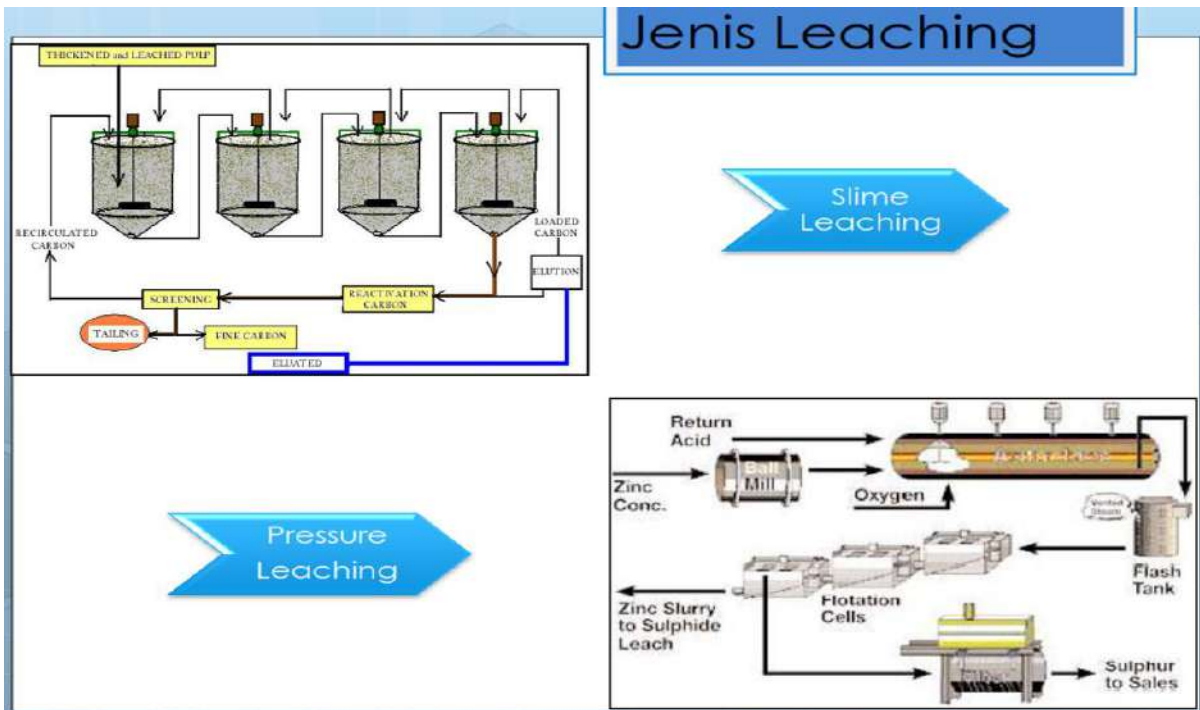 Jenis Leaching
THICKENED and LEACHED PULP
RECIRCULATED
CARBON
LOADED
CARBON
ELUTION
REACTIVATION
CARBON
SCREENING
TAILING
FINE CARBON
ELUATED
Slime
Leaching
Pressure
Leaching
Return
Acid
Ball
Mill
Zinc
Conc.
Oxygen
Vented
Steam
Flash
Tank
Flotation
Cells
Zinc Slurry
to Sulphide
Leach
Sulphur
to Sales